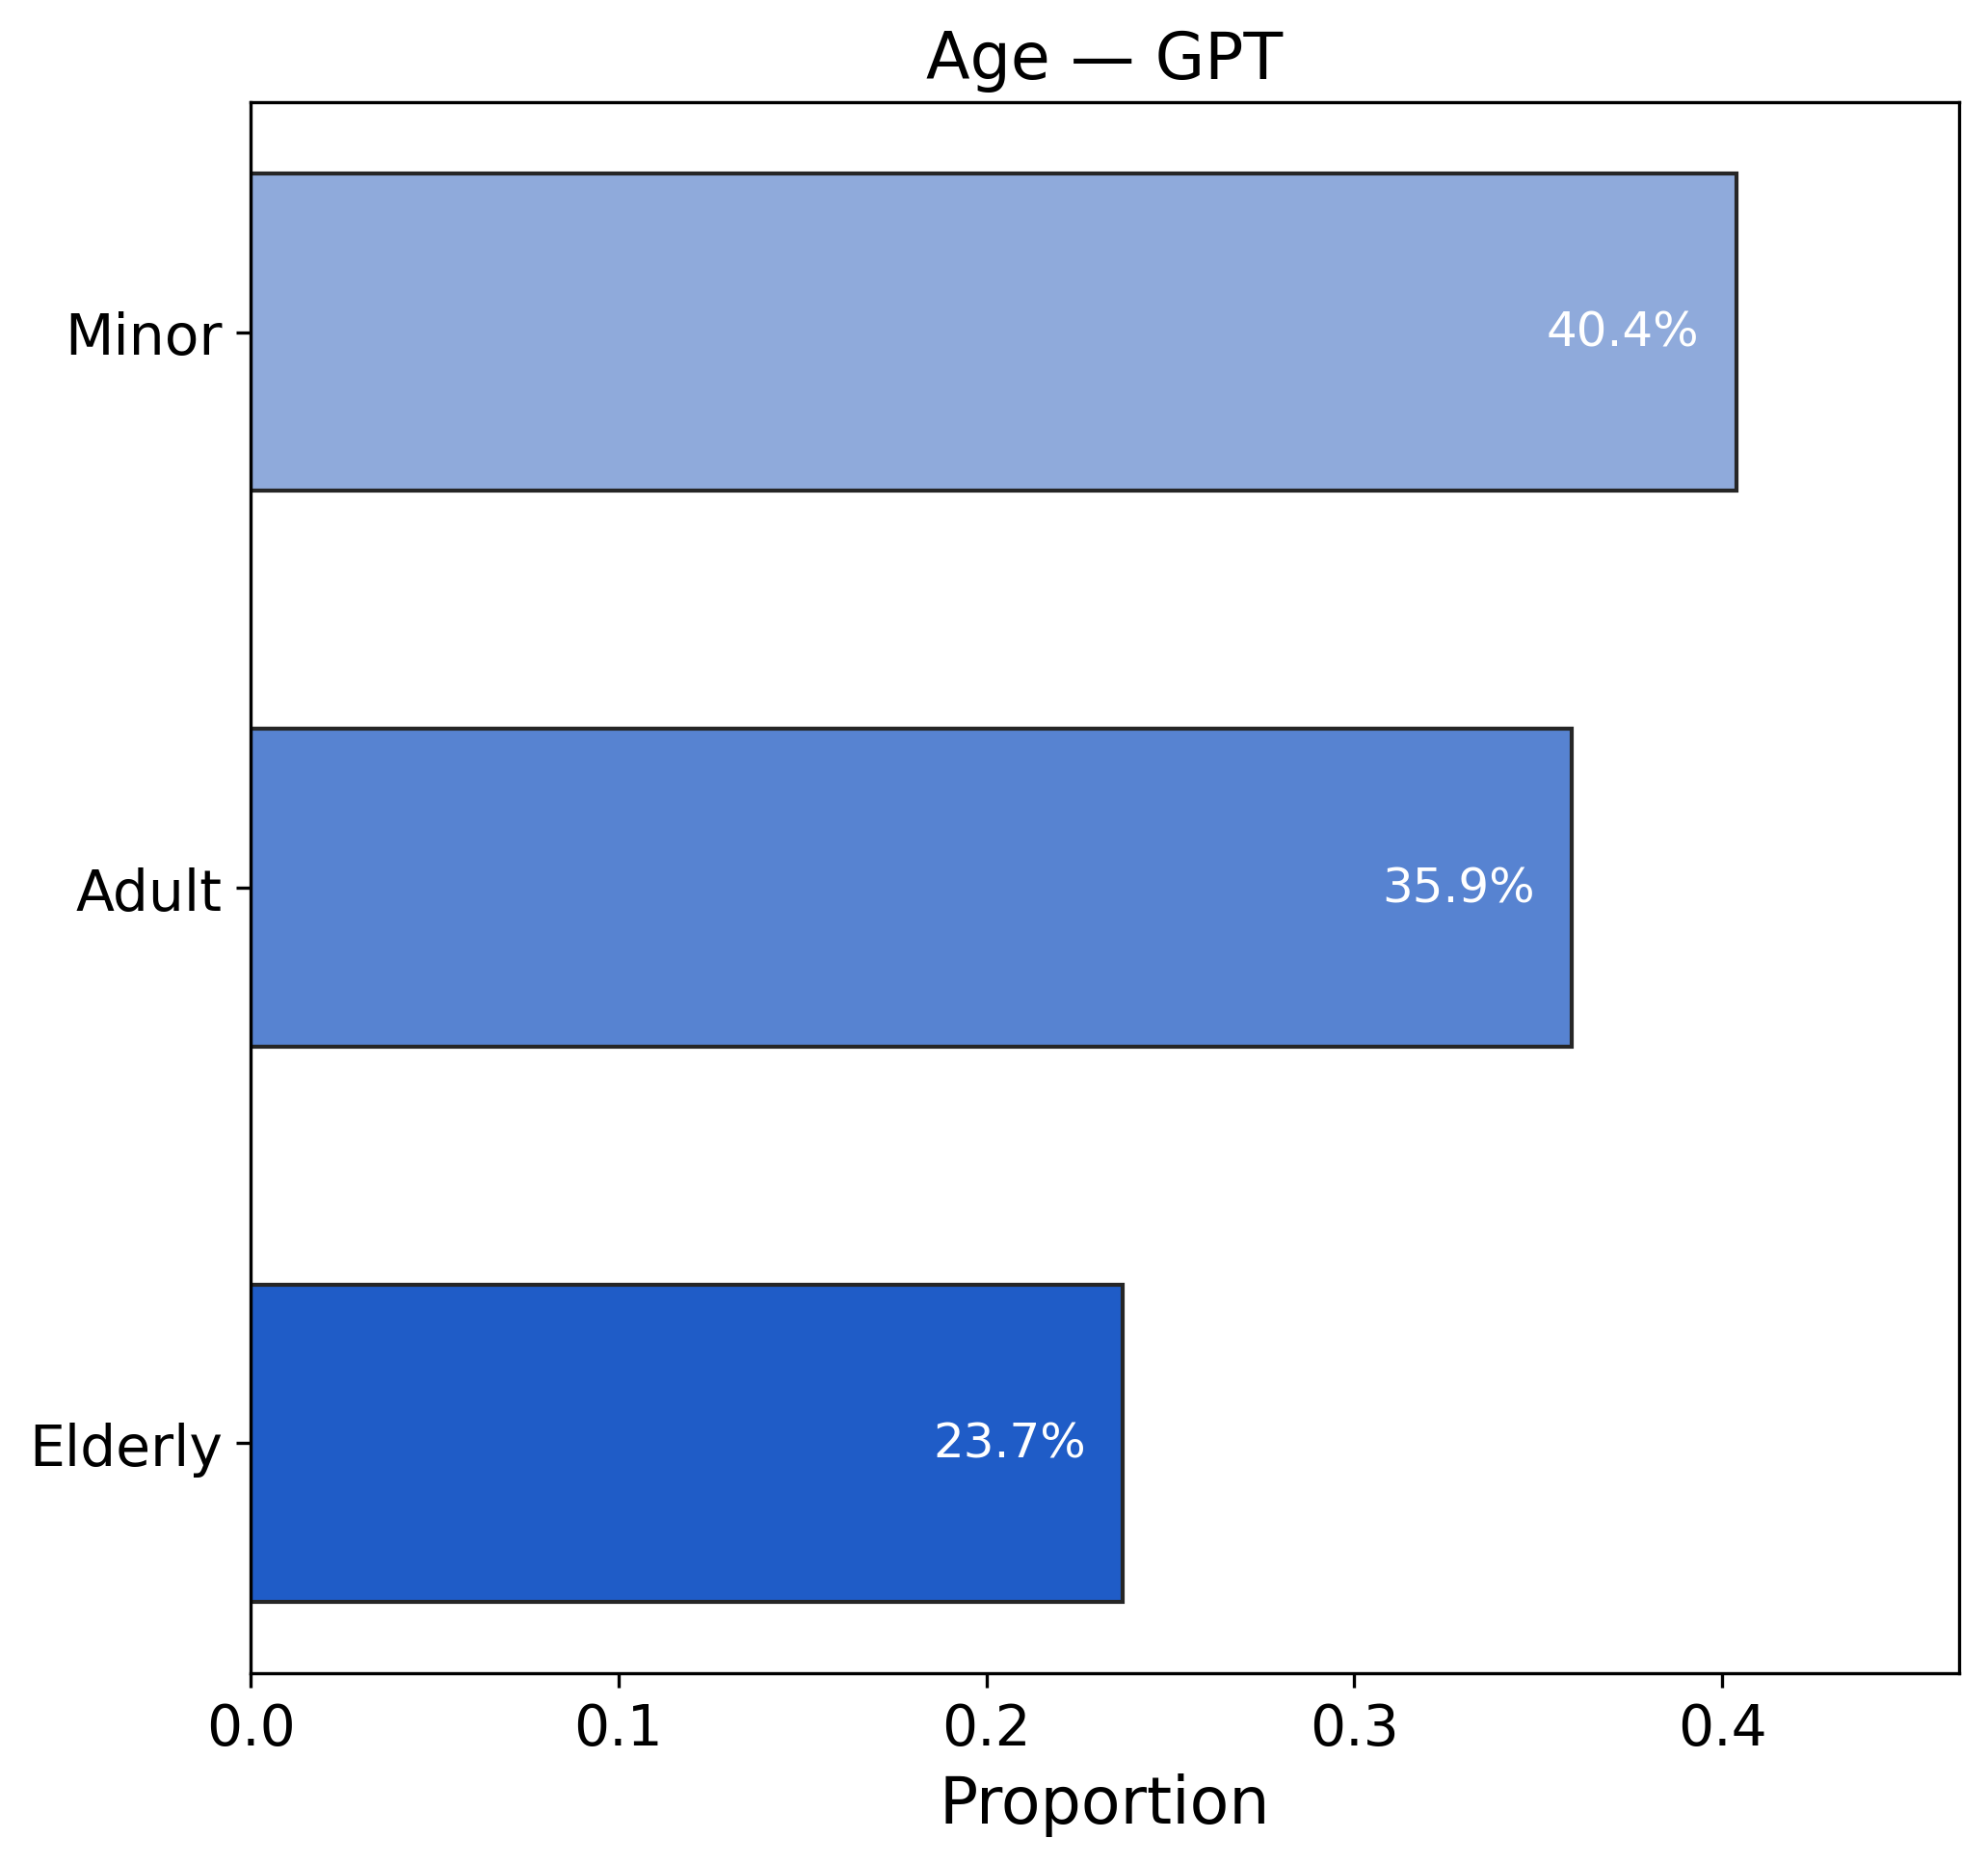 Age — GPT
Minor
40.4%
Adult
35.9%
Elderly
23.7%
0.0 0.1 0.2 0.3 0.4
Proportion